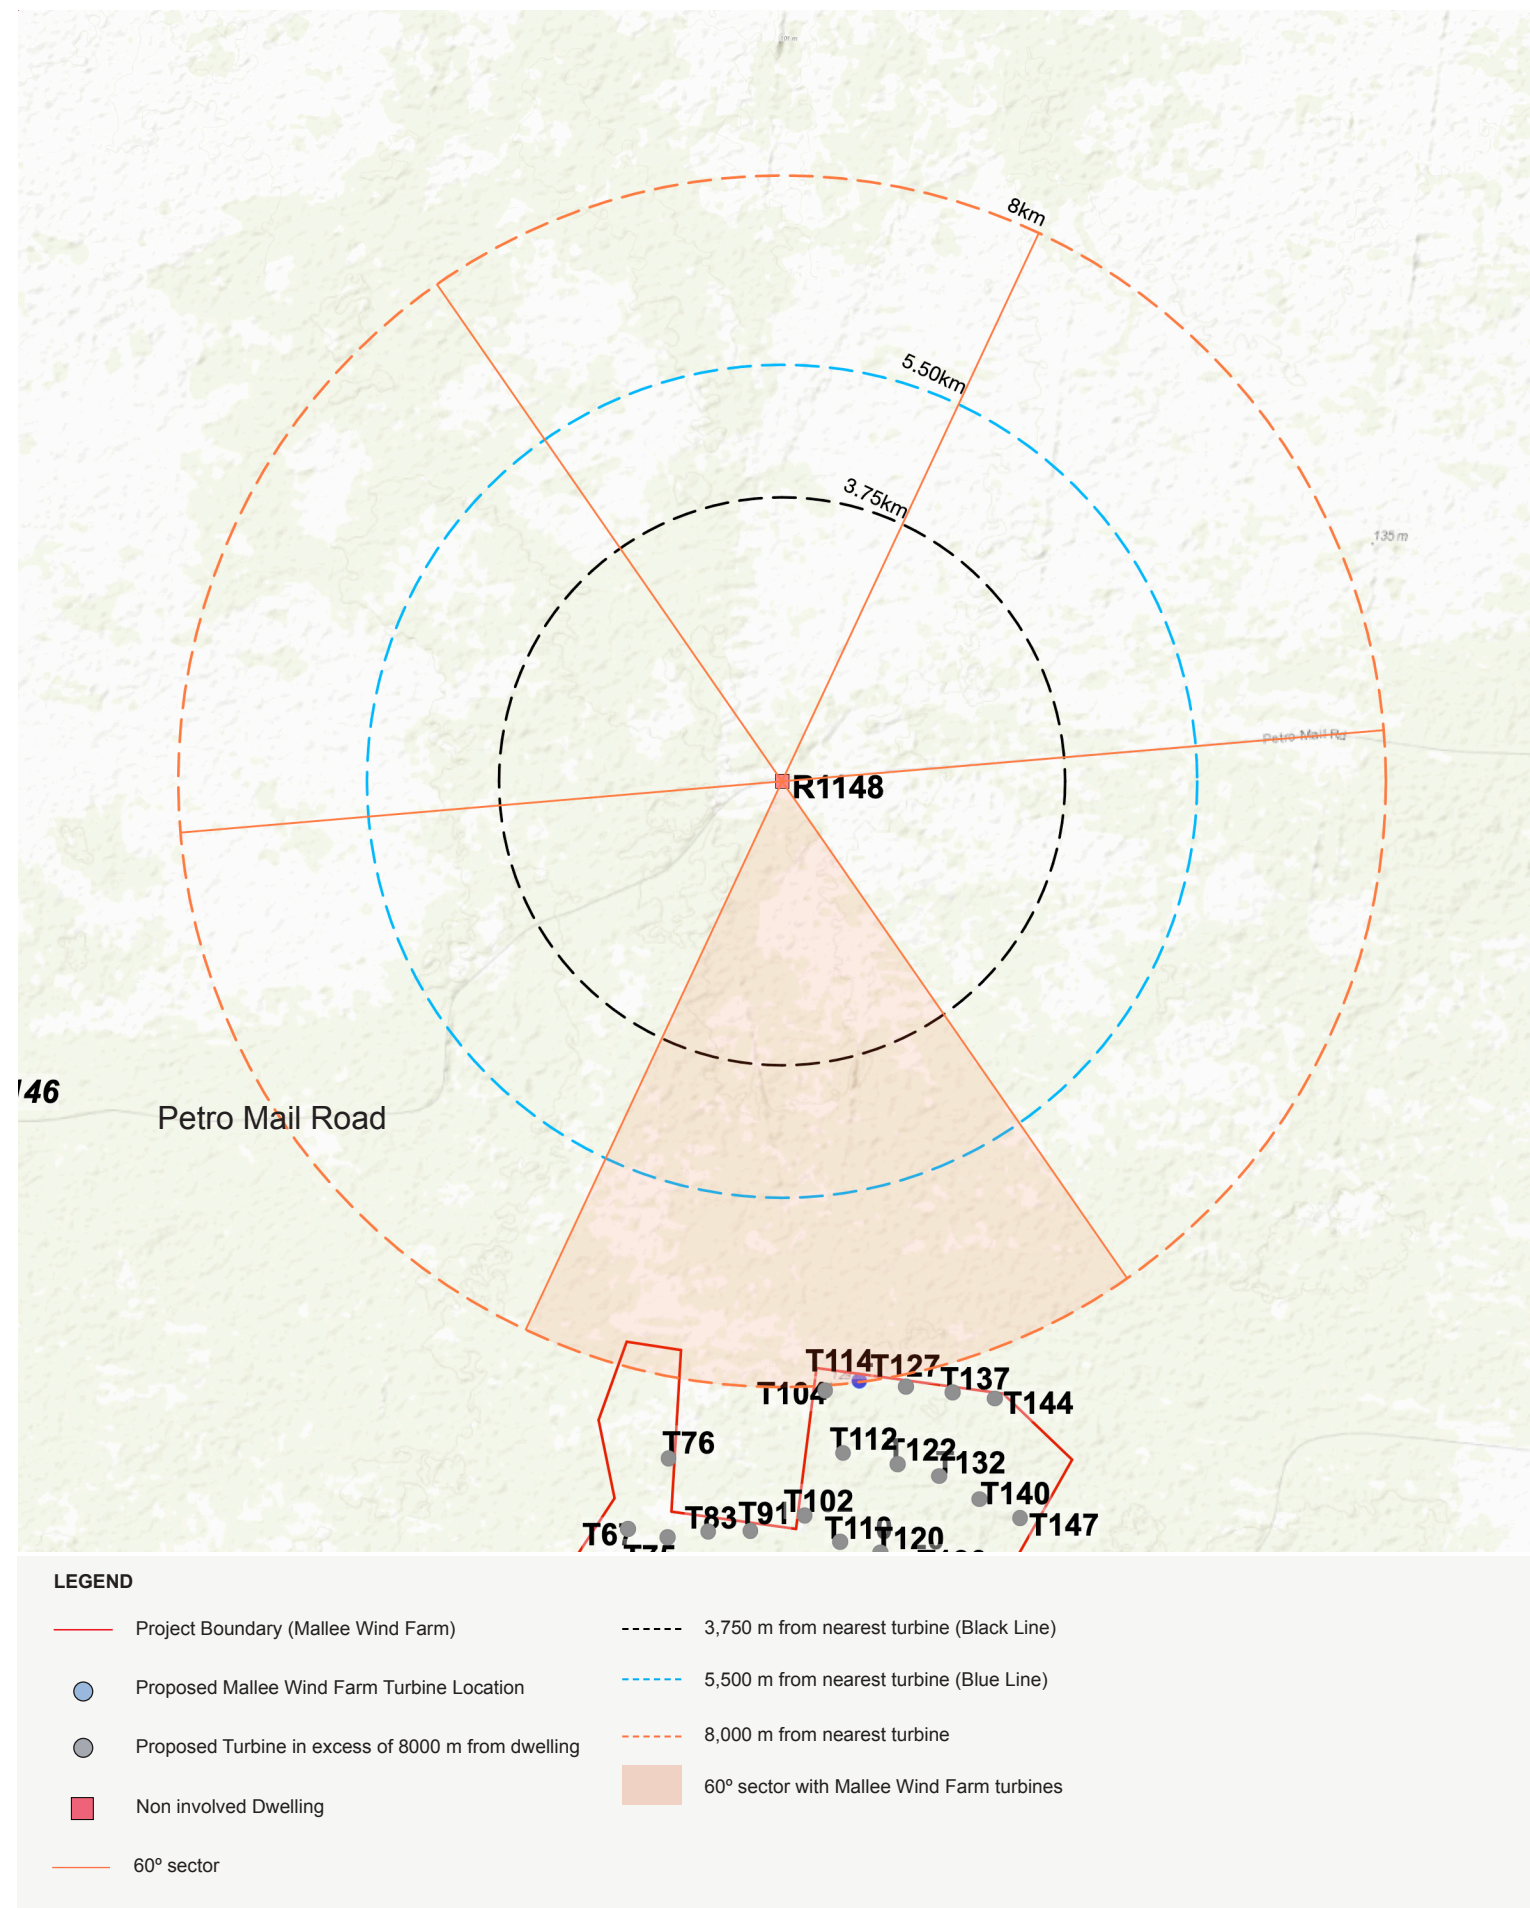 8km
5.50km
3.75km
135 m
Petro Mail Rd
R1148
146
Petro Mail Road
T114
T127
T137
T104
T144
T76
T112
T122
T132
T140
T102
T83
T91
T147
T67
T120
T75
LEGEND
Project Boundary (Mallee Wind Farm)
Proposed Mallee Wind Farm Turbine Location
Proposed Turbine in excess of 8000 m from dwelling
Non involved Dwelling
60º sector
3,750 m from nearest turbine (Black Line)
5,500 m from nearest turbine (Blue Line)
8,000 m from nearest turbine
60º sector with Mallee Wind Farm turbines